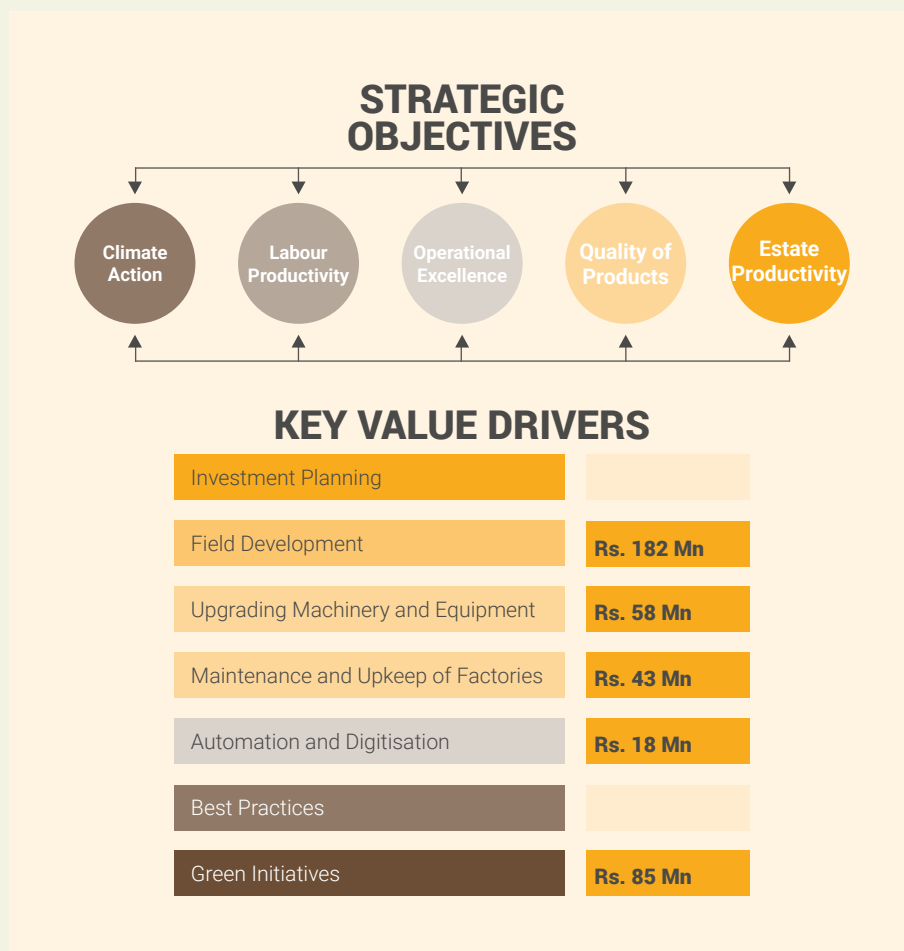 STRATEGIC
OBJECTIVES
Climate
Action
Labour
Productivity
Operational
Excellence
Quality of
Products
Estate
Productivity
KEY VALUE DRIVERS
Investment Planning
Field Development
Rs. 182 Mn
Upgrading Machinery and Equipment
Rs. 58 Mn
Maintenance and Upkeep of Factories
Rs. 43 Mn
Automation and Digitisation
Rs. 18 Mn
Best Practices
Green Initiatives
Rs. 85 Mn